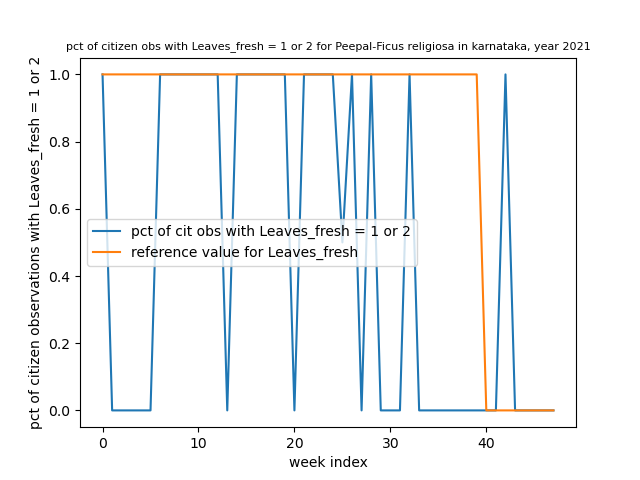 pct of citizen obs with Leaves_fresh = 1 or 2 for Peepal-Ficus religiosa in karnataka, year 2021
pct of citizen observations with Leaves_fresh = 1 or 2
1.0
0.8
0.6
0.4
0.2
0.0
pct of cit obs with Leaves_fresh = 1 or 2
reference value for Leaves_fresh
0 10 20 30 40
week index